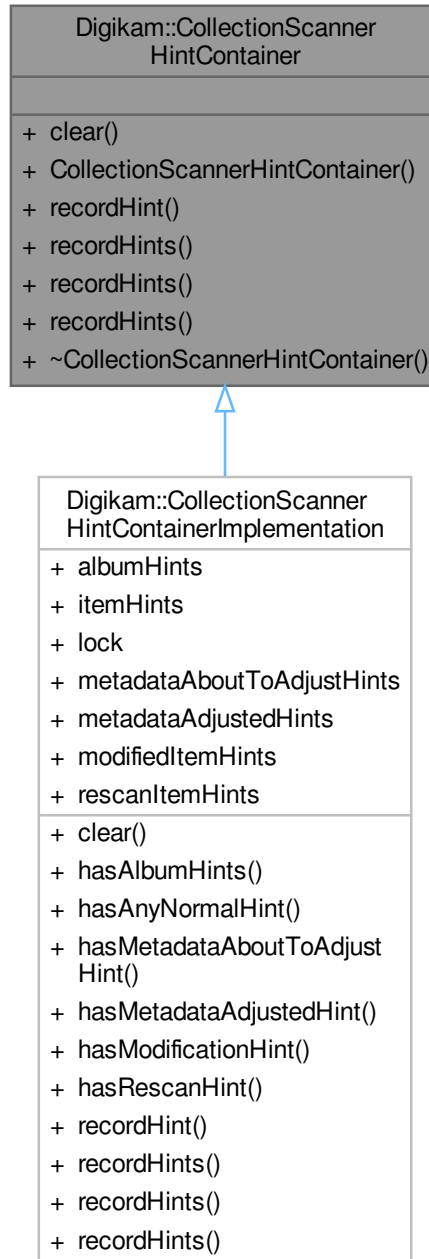 Digikam::CollectionScanner
HintContainer
+ clear()
+ CollectionScannerHintContainer()
+ recordHint()
+ recordHints()
+ recordHints()
+ recordHints()
+ ~CollectionScannerHintContainer()
Digikam::CollectionScanner
HintContainerImplementation
+ albumHints
+ itemHints
+ lock
+ metadataAboutToAdjustHints
+ metadataAdjustedHints
+ modifiedItemHints
+ rescanItemHints
+ clear()
+ hasAlbumHints()
+ hasAnyNormalHint()
+ hasMetadataAboutToAdjust
Hint()
+ hasMetadataAdjustedHint()
+ hasModificationHint()
+ hasRescanHint()
+ recordHint()
+ recordHints()
+ recordHints()
+ recordHints()